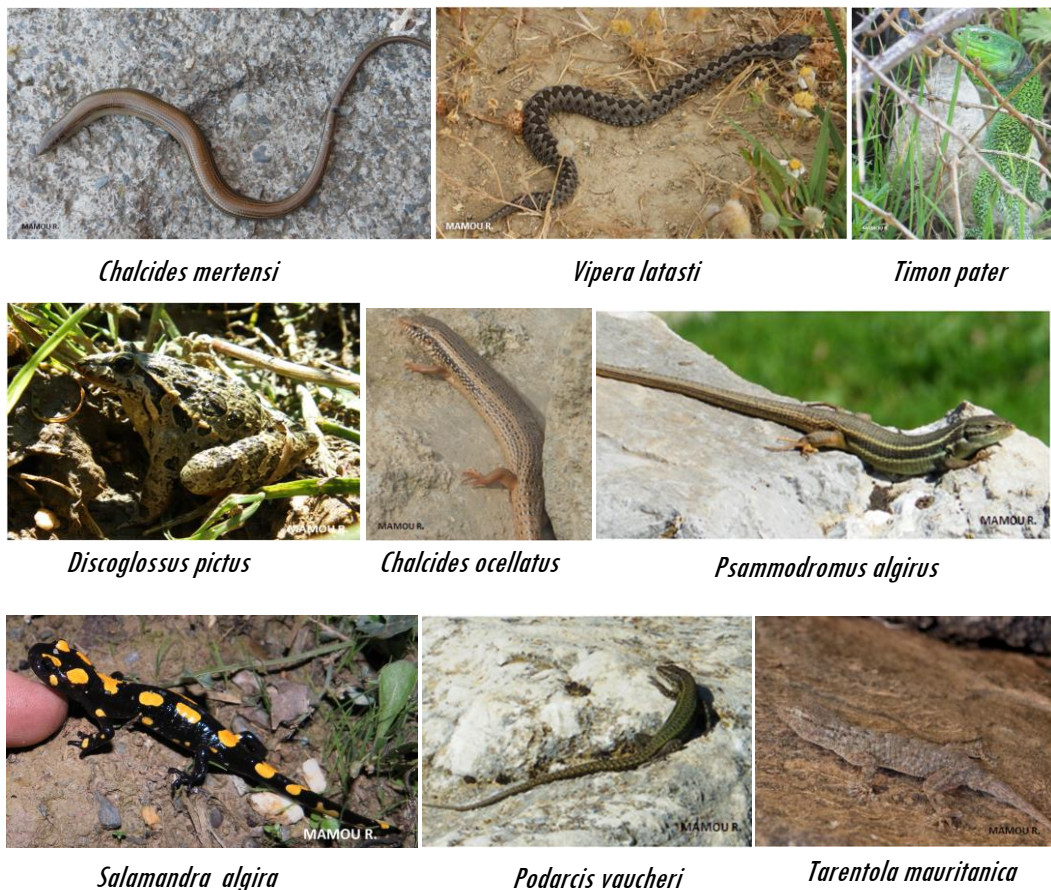 MAMOU R.
MAMOU R.
MAMOU R.
Chalcides mertensi
Vipera latasti
Timon pater
MAMOU R.
MAMOU R.
MAMOU R.
Discoglossus pictus
Chalcides ocellatus
Psammodromus algirus
MAMOU R.
MAMOU R.
MAMOU R.
Salamandra algira
Podarcis vaucheri
Tarentola mauritanica